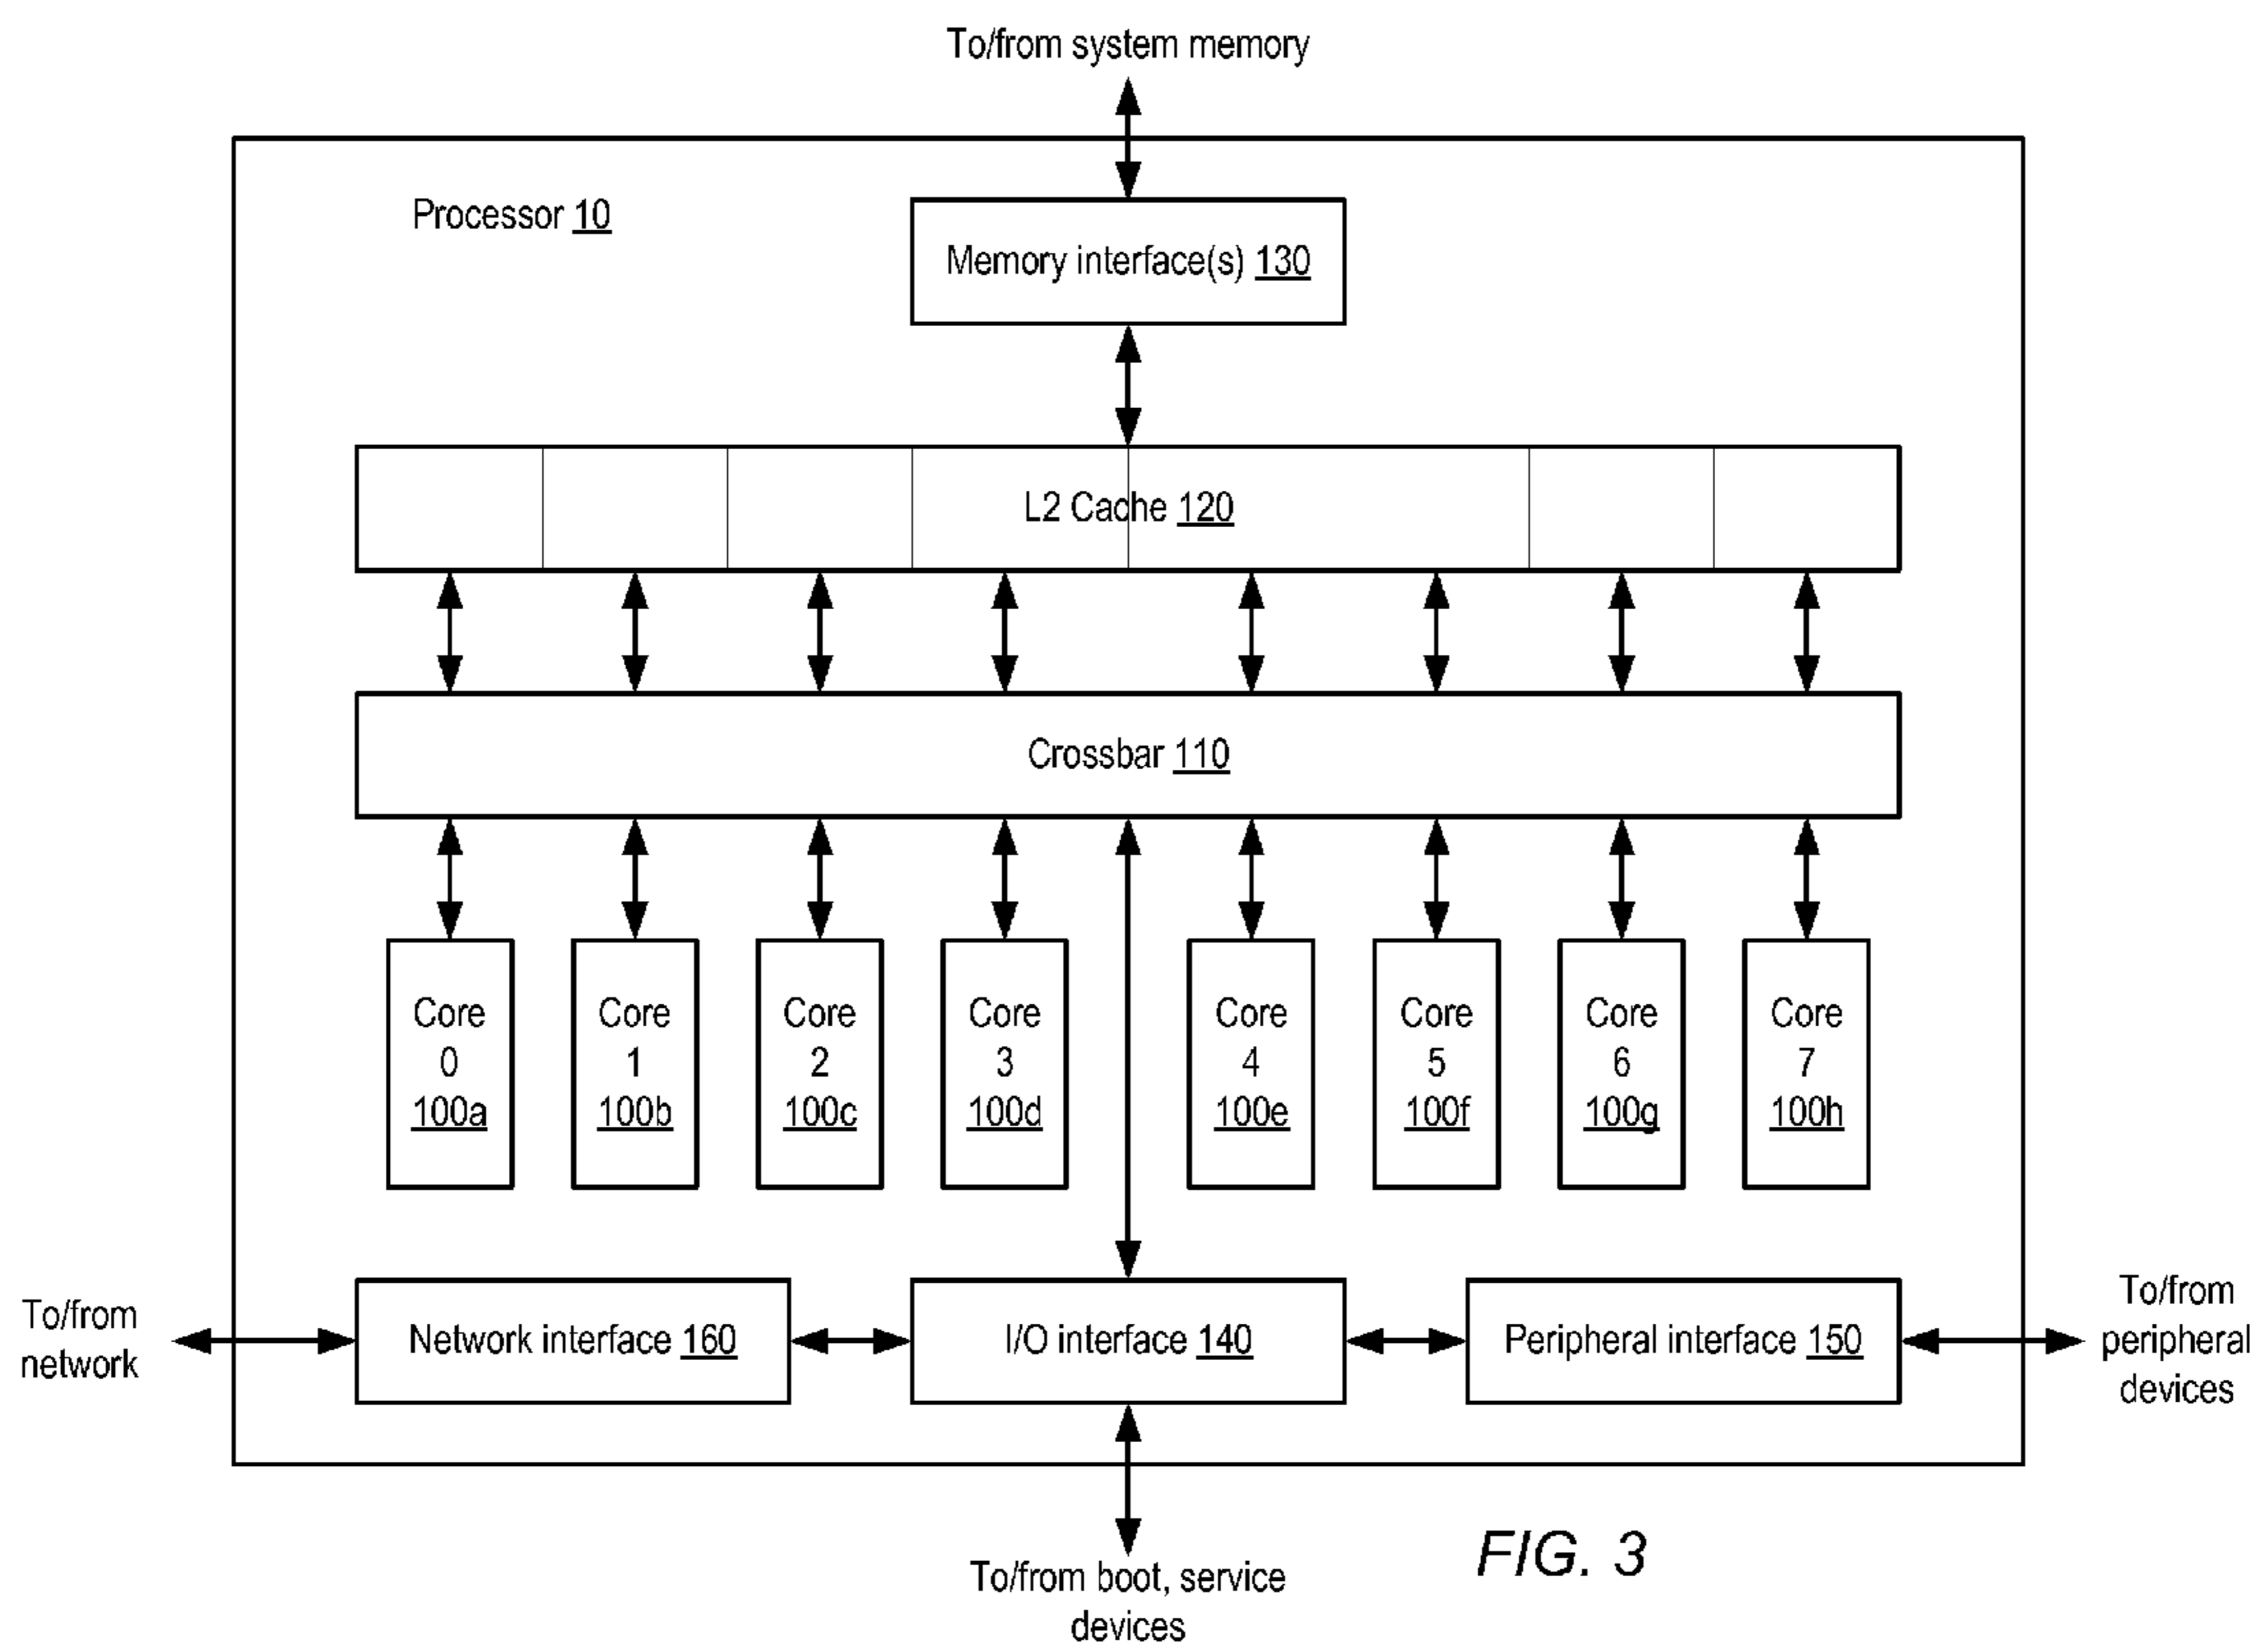 To/from system memory
Processor 10
Memory interface(s) 130
L2 Cache 120
Crossbar 110
Core
0
100a
Core
1
100b
Core
2
100c
Core
3
100d
Core
4
100e
Core
5
100f
Core
6
100g
Core
7
100h
To/from
network
Network interface 160
I/O interface 140
Peripheral interface 150
To/from
peripheral
devices
To/from boot, service
devices
FIG. 3